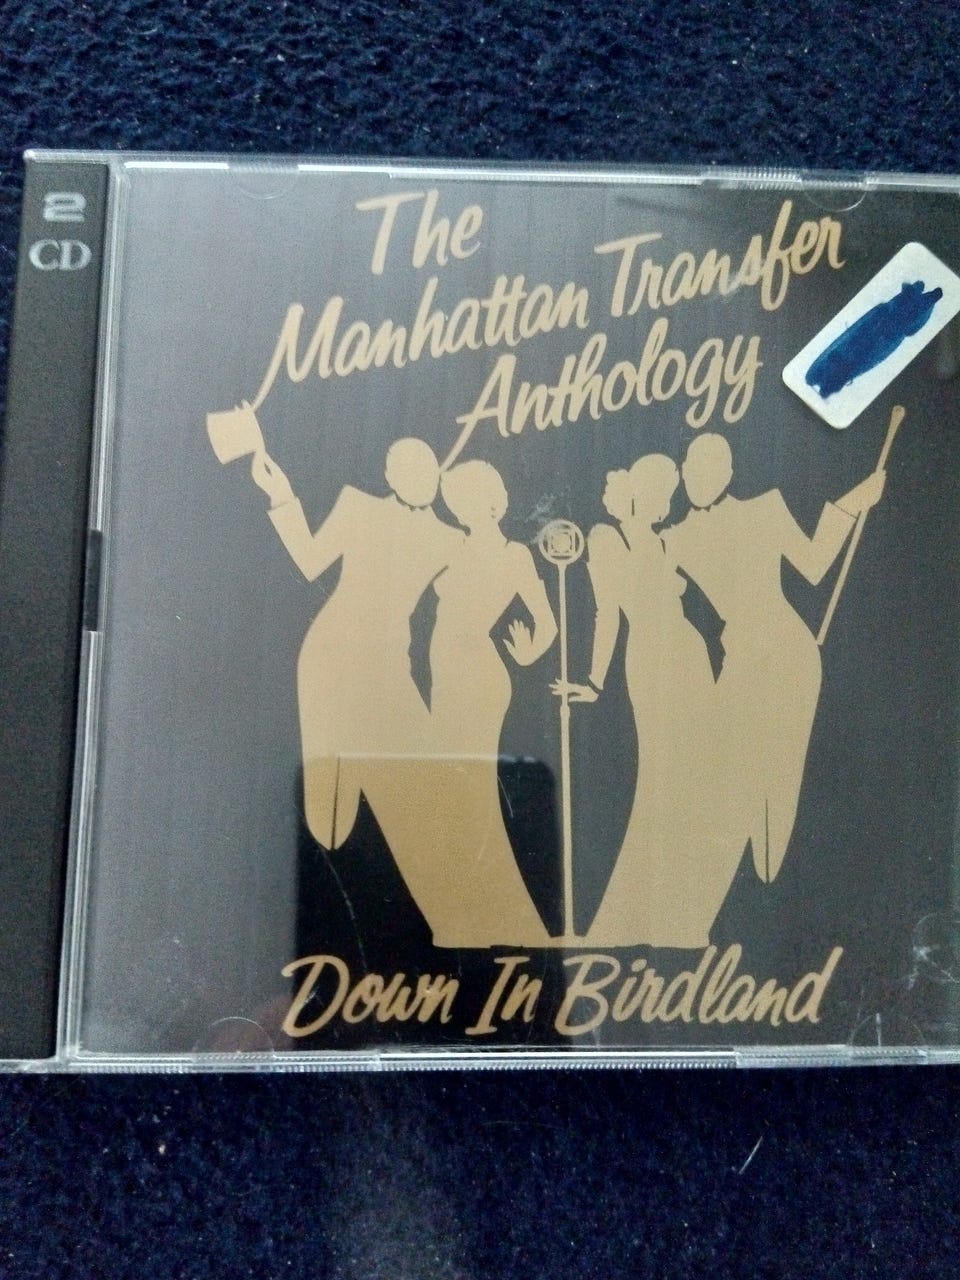 2
CD
The
Manhattan Transfer
Anthology
Down In Birdland